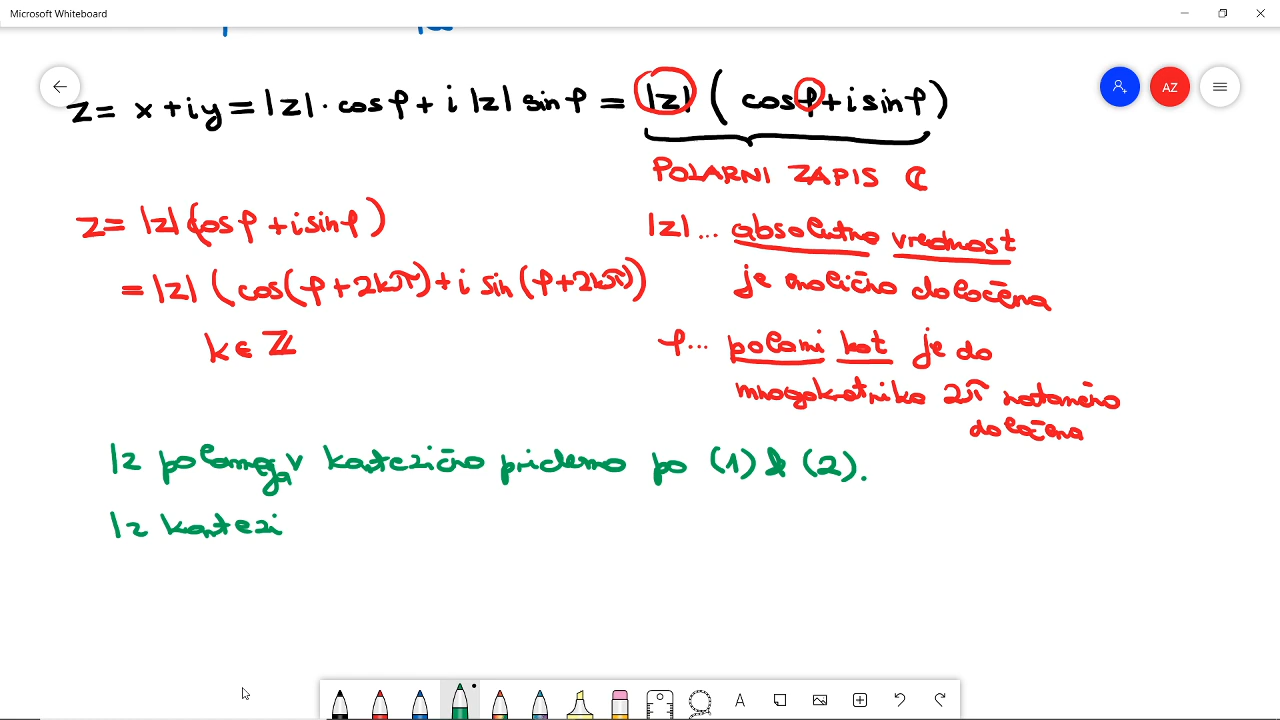 Microsoft Whiteboard
AZ
z = x + iy = |z| · cos φ + i |z| sin φ = |z| ( cos φ + i sin φ )
POLARNI ZAPIS ℂ
z = |z| (cos φ + i sin φ )
= |z| ( cos(φ + 2kπ) + i sin (φ + 2kπ))
k ∈ ℤ
|z| ... absolutna vrednost
je enolično določena
φ... polarni kot je do
mnogokratnika 2π natančno
določena
Iz polarnega v kartezično pridemo po (1) & (2).
Iz kartezi
A